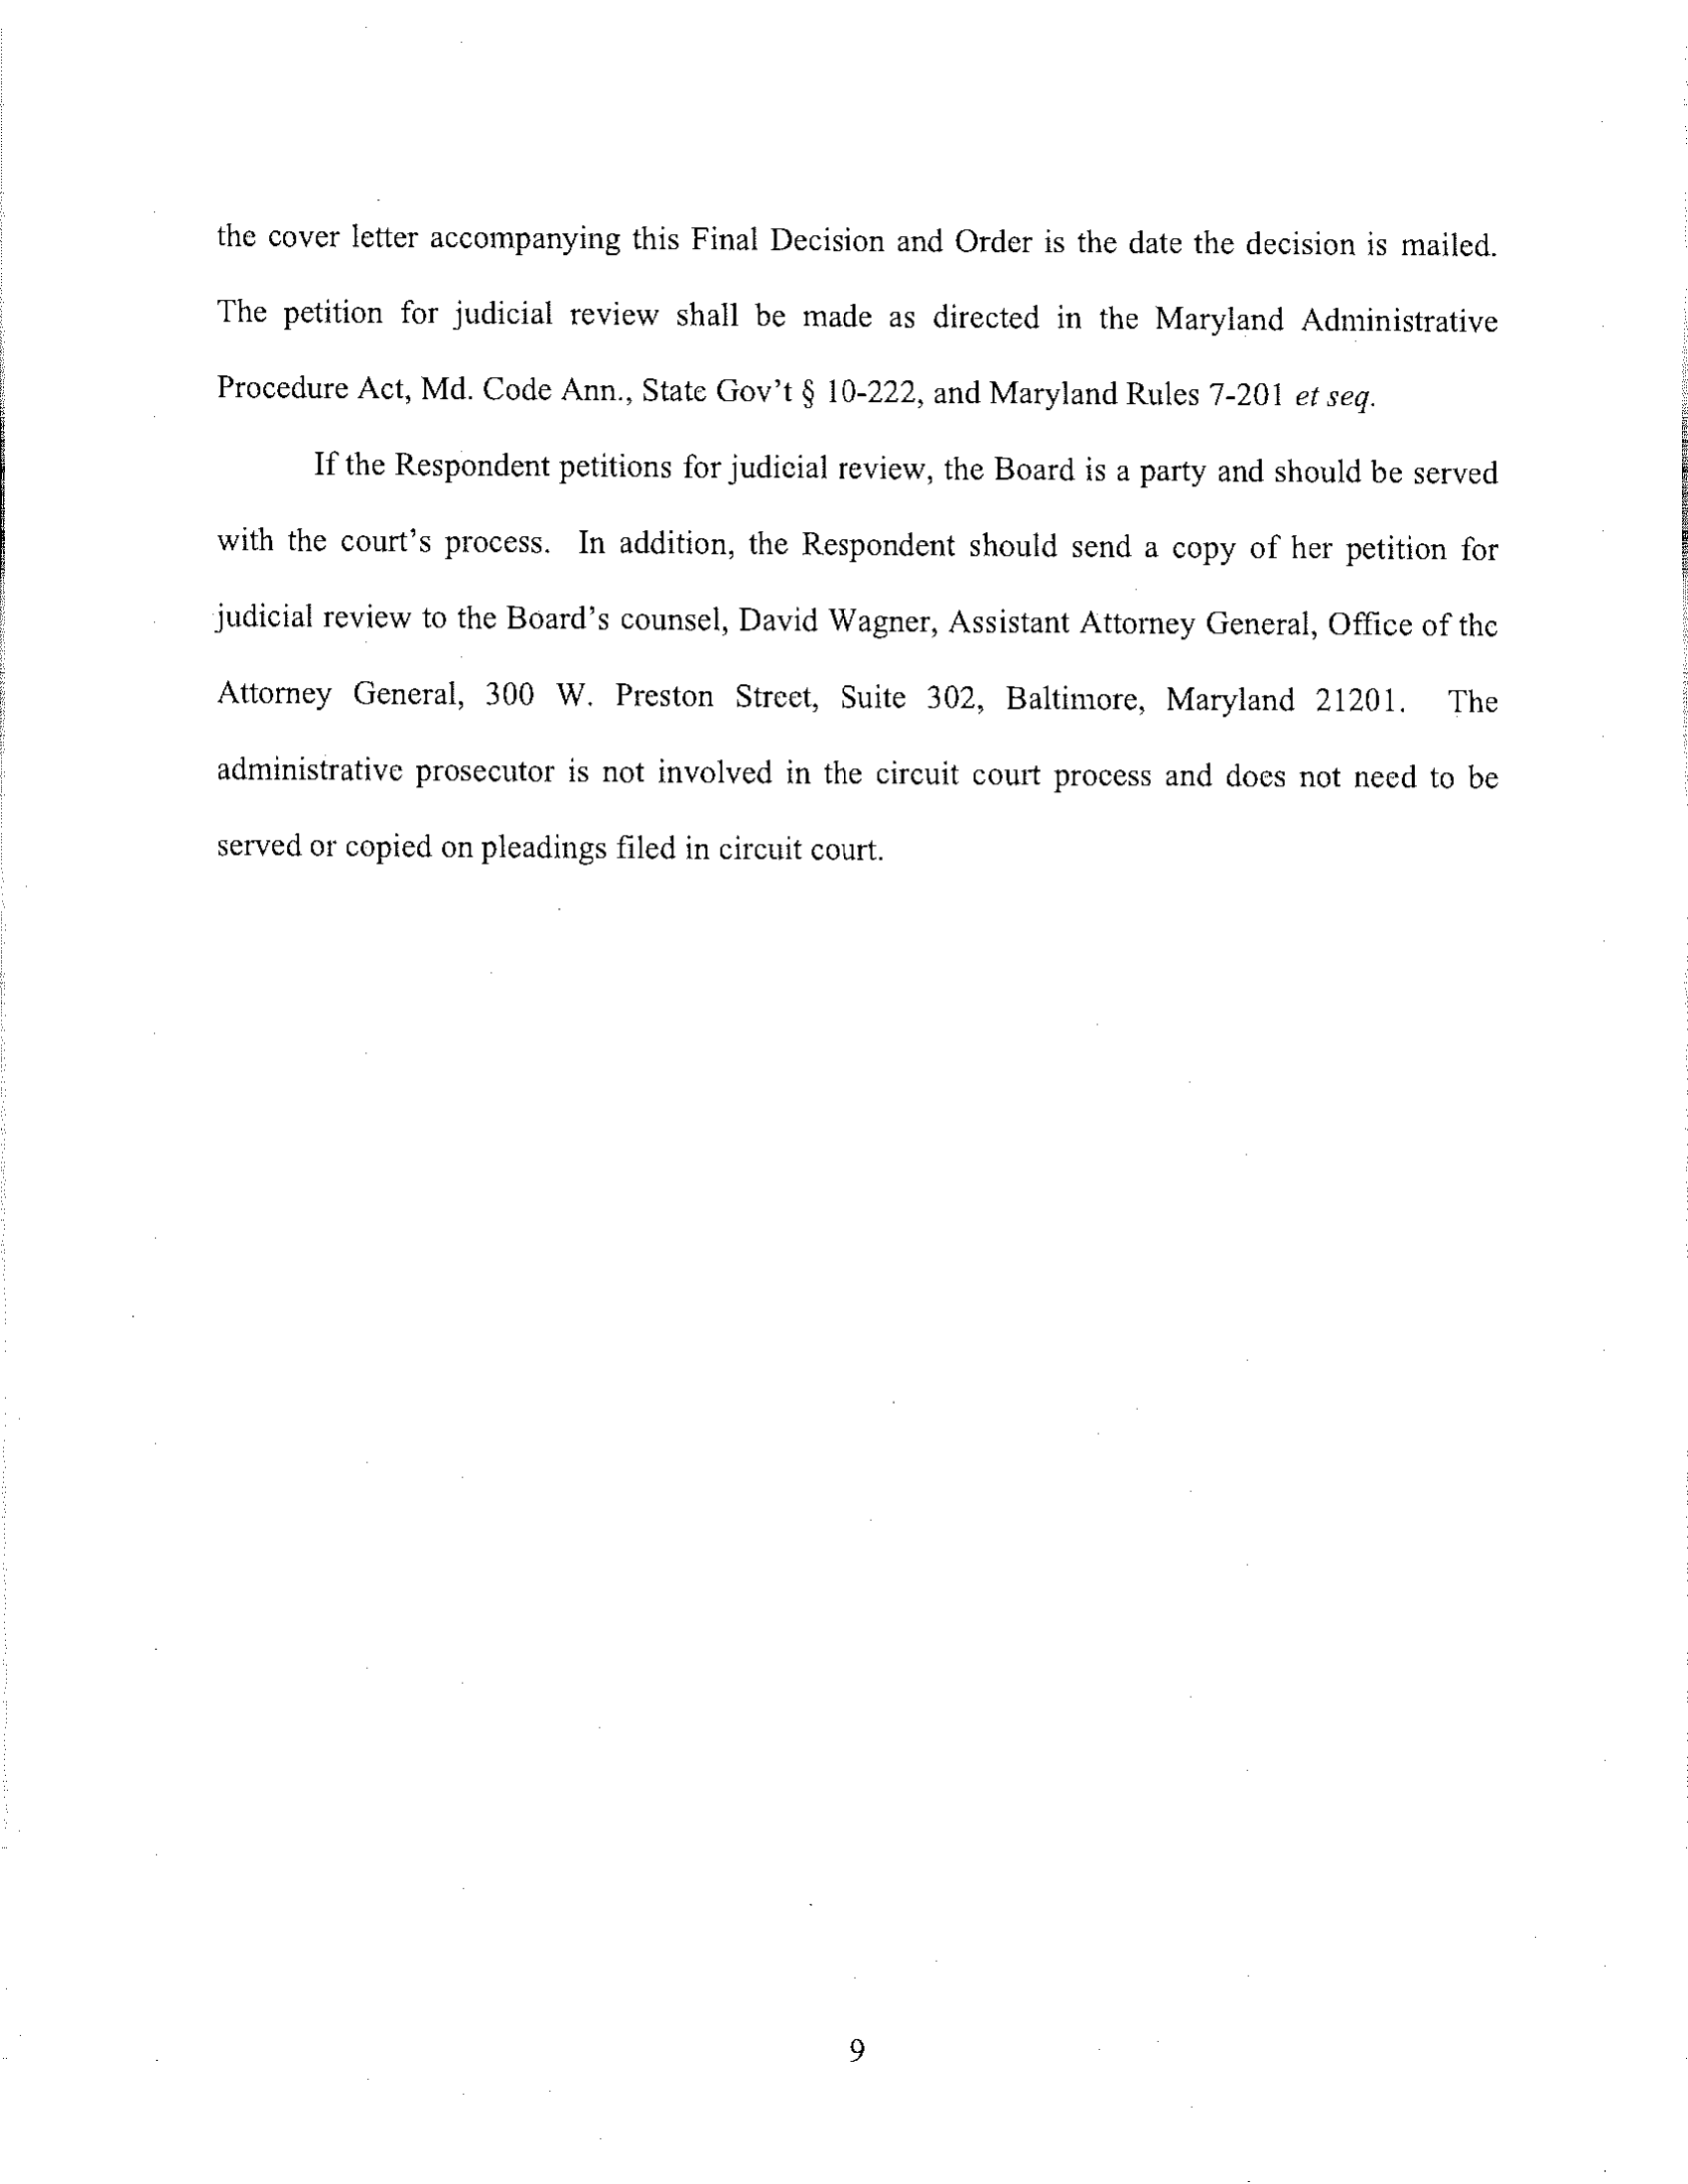 the cover letter accompanying this Final Decision and Order is the date the decision is mailed.
The petition for judicial review shall be made as directed in the Maryland Administrative
Procedure Act, Md. Code Ann., State Gov't § 10-222, and Maryland Rules 7-201 et seq.
If the Respondent petitions for judicial review, the Board is a party and should be served
with the court's process. In addition, the Respondent should send a copy of her petition for
judicial review to the Board's counsel, David Wagner, Assistant Attorney General, Office of the
Attorney General, 300 W. Preston Street, Suite 302, Baltimore, Maryland 21201. The
administrative prosecutor is not involved in the circuit court process and does not need to be
served or copied on pleadings filed in circuit court.
9